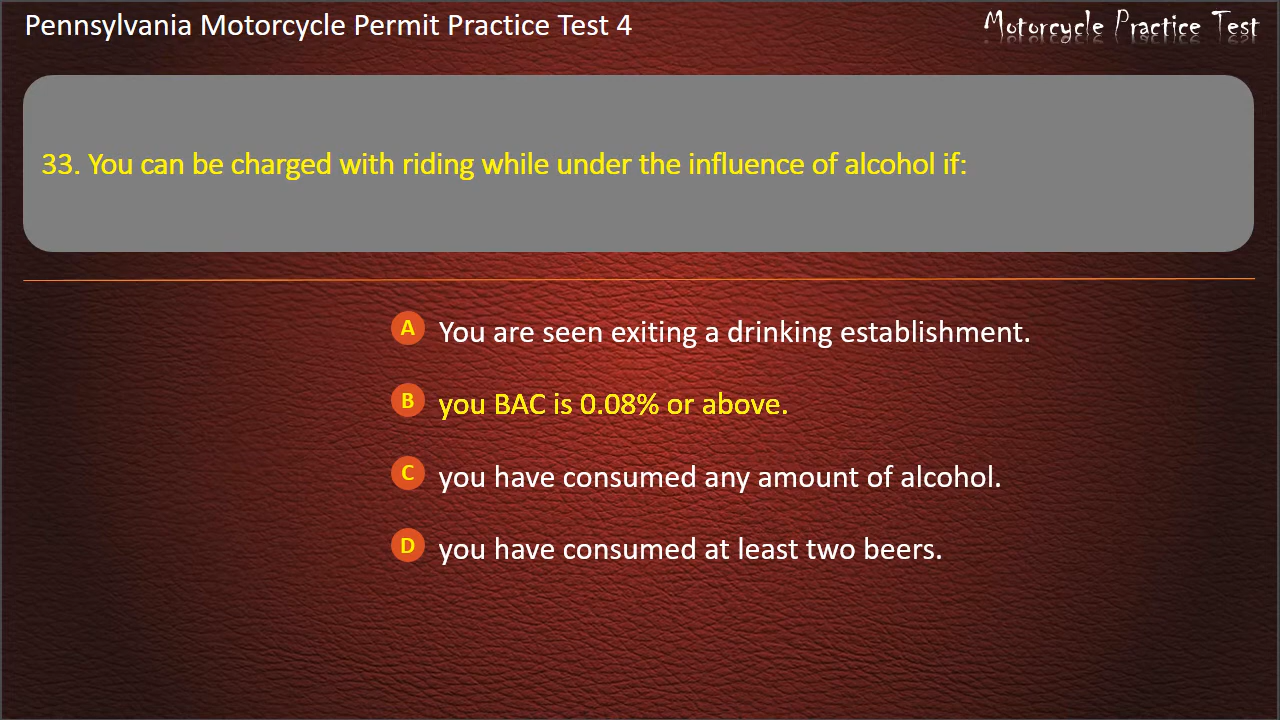 Pennsylvania Motorcycle Permit Practice Test 4
Motorcycle Practice Test
33. You can be charged with riding while under the influence of alcohol if:
A You are seen exiting a drinking establishment.
B you BAC is 0.08% or above.
C you have consumed any amount of alcohol.
D you have consumed at least two beers.